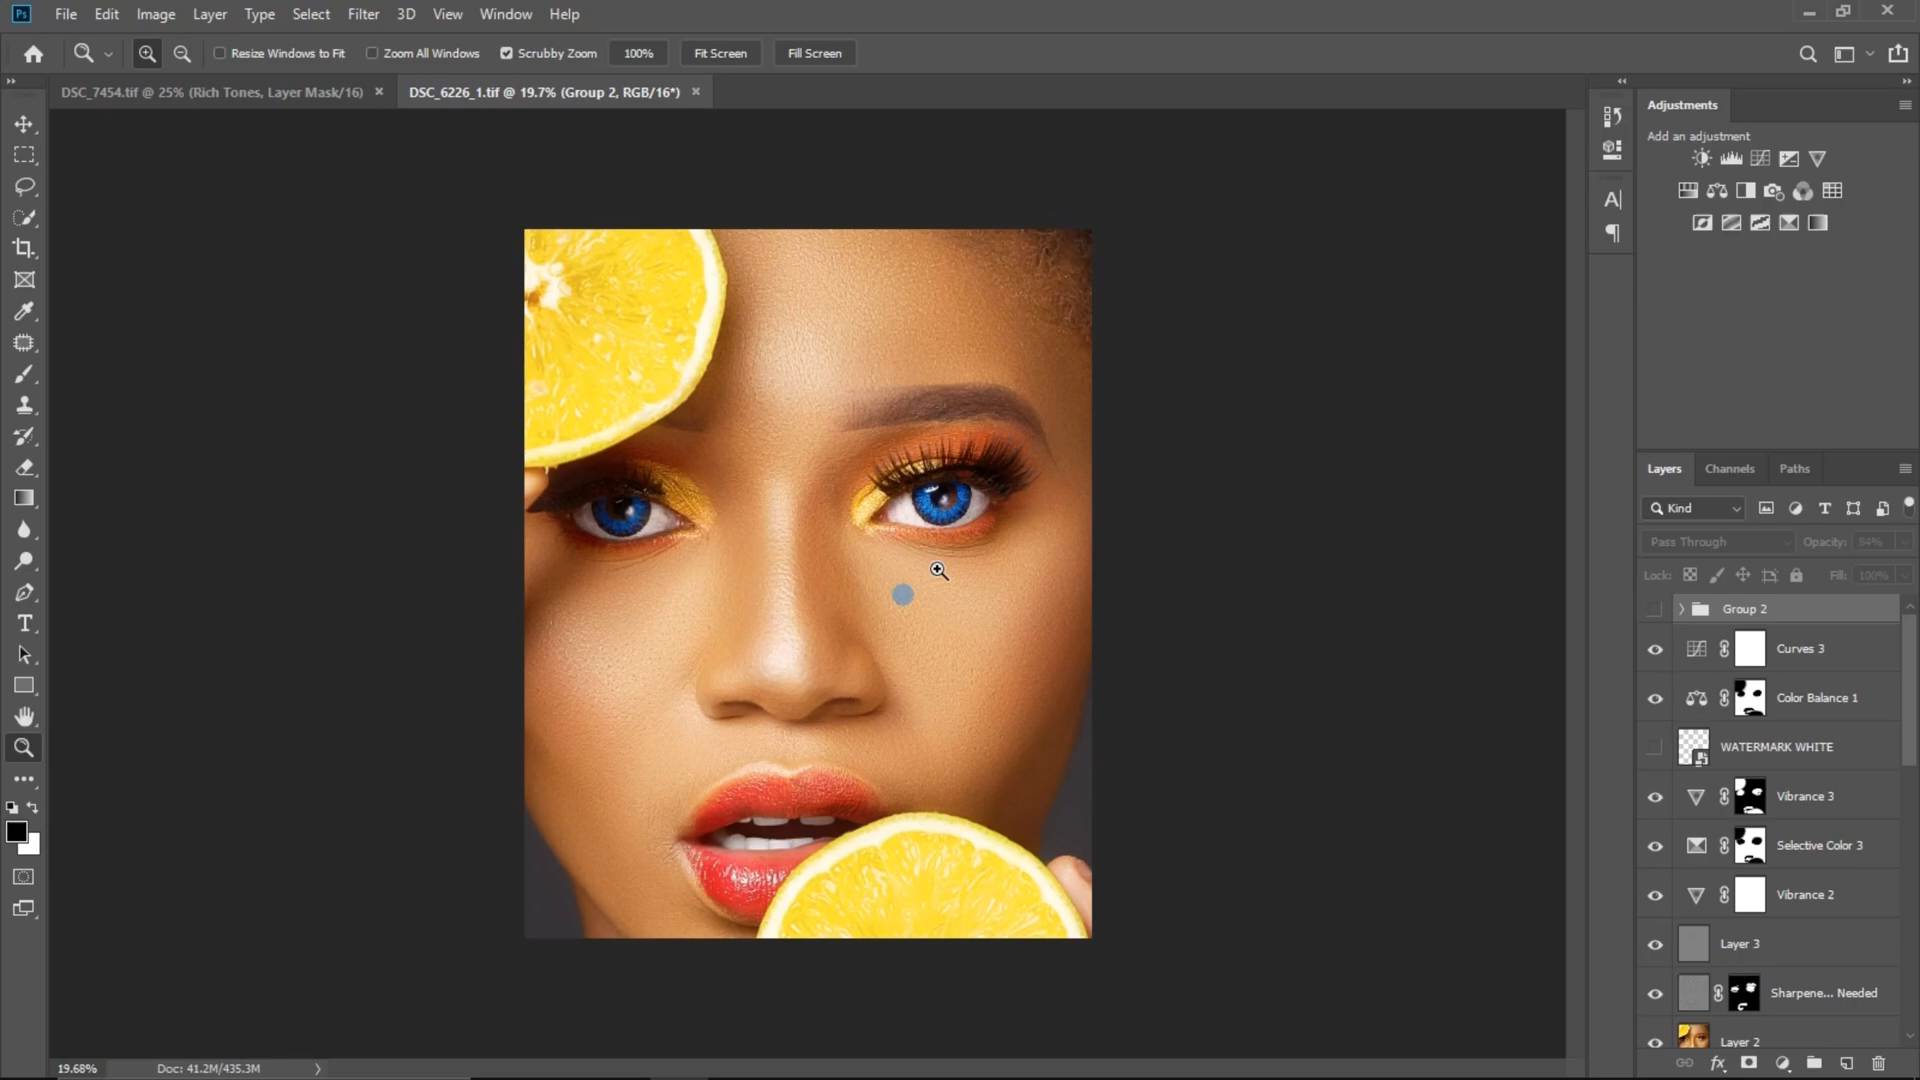 Ps File Edit Image Layer Type Select Filter 3D View Window Help
Resize Windows to Fit Zoom All Windows Scrubby Zoom 100% Fit Screen Fill Screen
DSC_7454.tif @ 25% (Rich Tones, Layer Mask/16) × DSC_6226_1.tif @ 19.7% (Group 2, RGB/16*) ×
Adjustments
Add an adjustment
Layers Channels Paths
Kind
Pass Through Opacity: 84%
Lock: Fill: 100%
Group 2
Curves 3
Color Balance 1
WATERMARK WHITE
Vibrance 3
Selective Color 3
Vibrance 2
Layer 3
Sharpene... Needed
Layer 2
19.68% Doc: 41.2M/435.3M